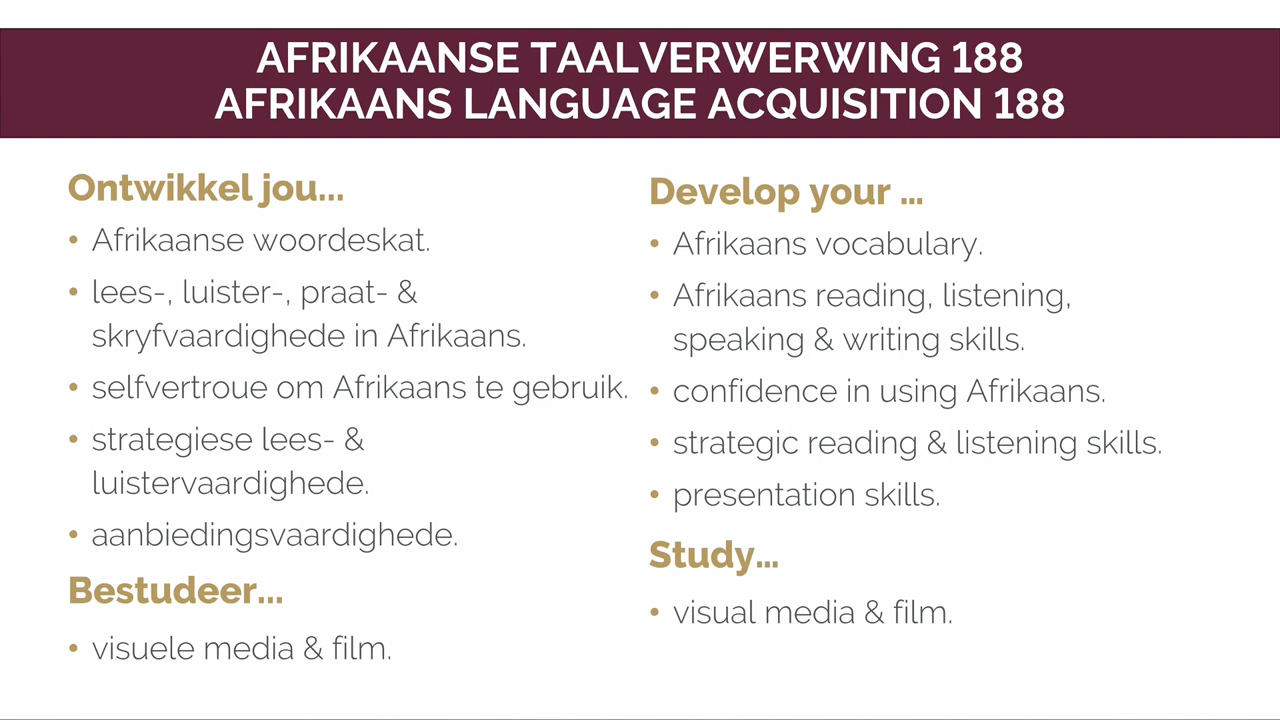 AFRIKAANSE TAALVERWERWING 188
AFRIKAANS LANGUAGE ACQUISITION 188
Ontwikkel jou...
• Afrikaanse woordeskat.
• lees-, luister-, praat- &
skryfvaardighede in Afrikaans.
• selfvertroue om Afrikaans te gebruik.
• strategiese lees- &
luistervaardighede.
• aanbiedingsvaardighede.
Bestudeer...
• visuele media & film.
Develop your ...
• Afrikaans vocabulary.
• Afrikaans reading, listening,
speaking & writing skills.
• confidence in using Afrikaans.
• strategic reading & listening skills.
• presentation skills.
Study...
• visual media & film.